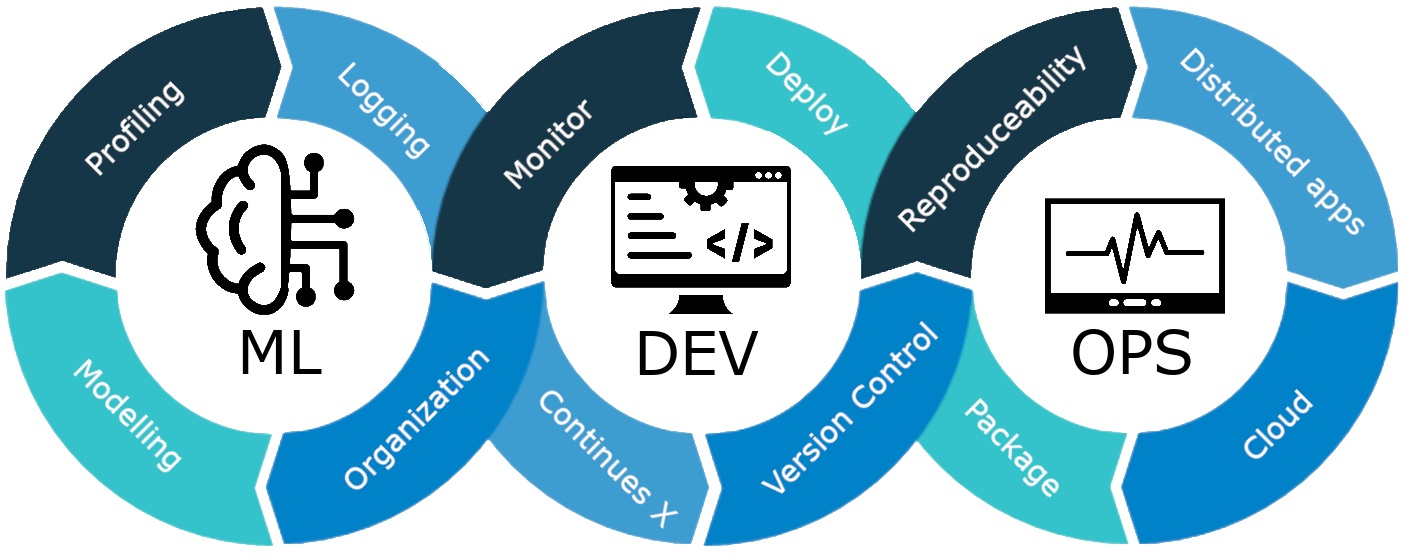 Profiling
Logging
Modelling
Organization
ML
Monitor
Deploy
Continues X
Version Control
</>
DEV
Reproduceability
Distributed apps
Package
Cloud
OPS